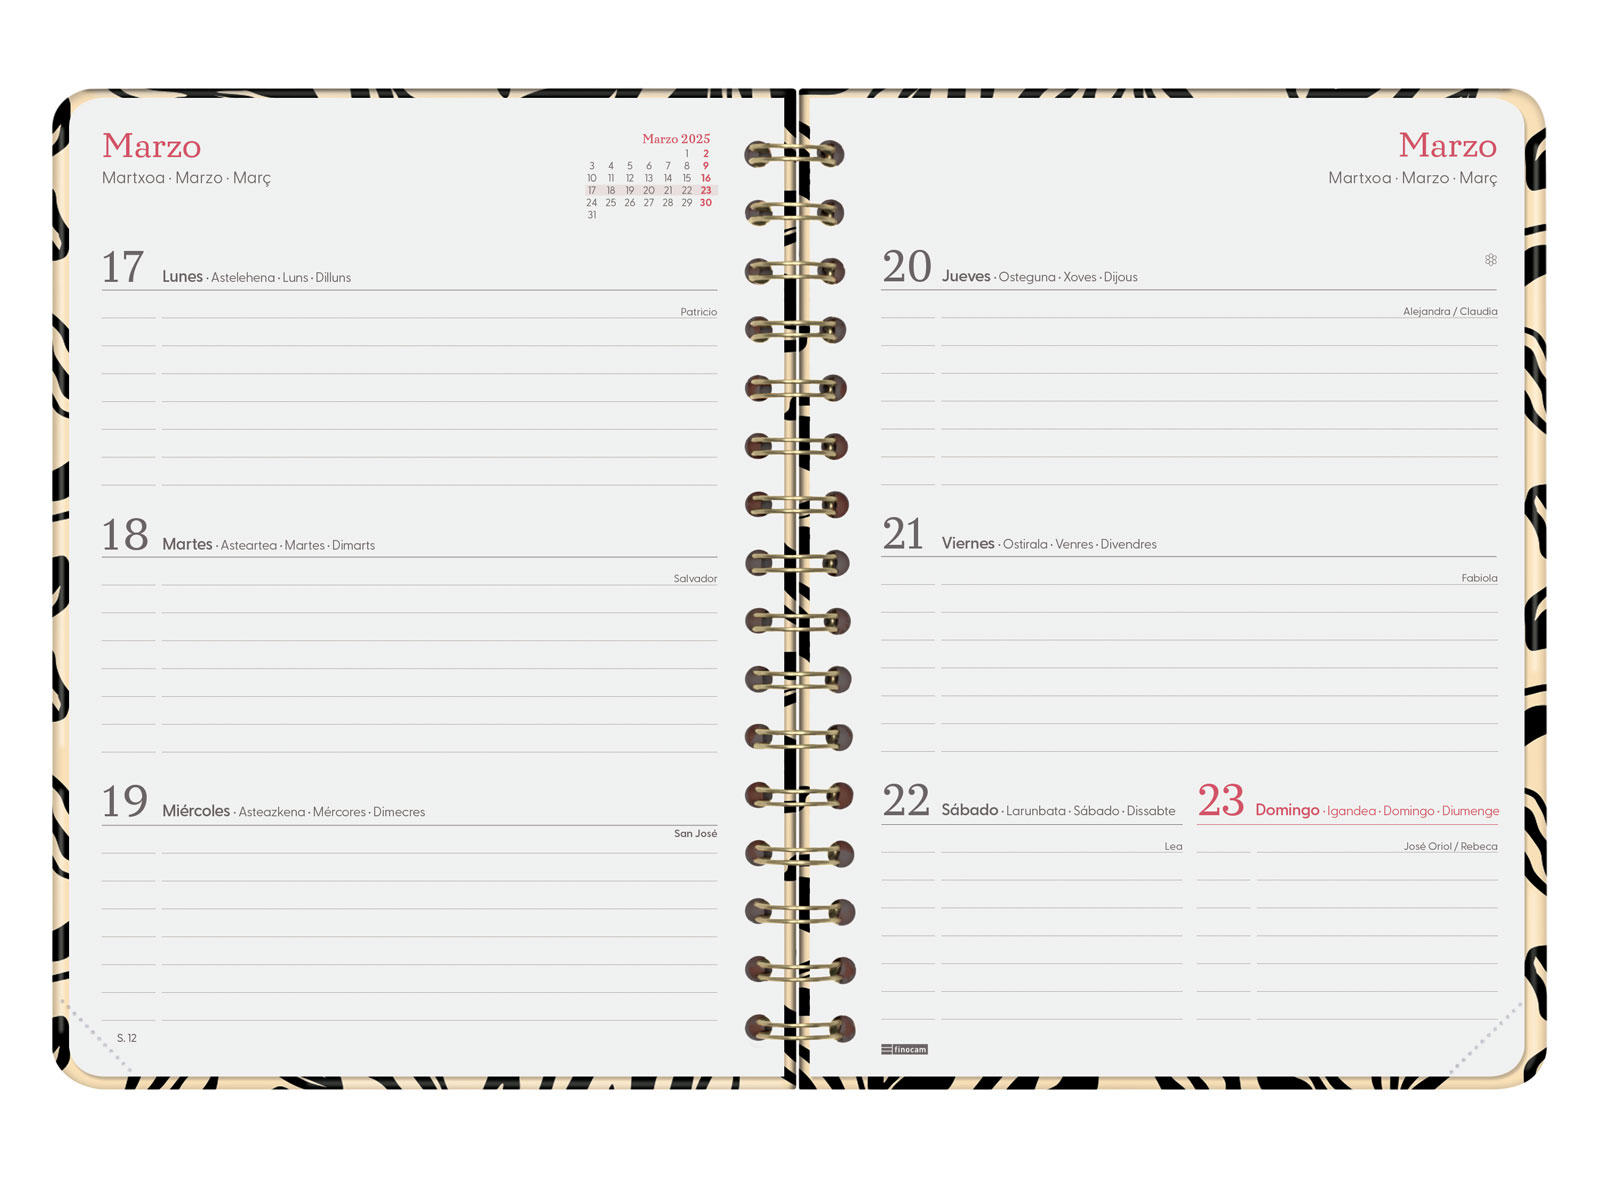 Marzo
Martxoa · Marzo · Març
Marzo 2025
1 2
3 4 5 6 7 8 9
10 11 12 13 14 15 16
17 18 19 20 21 22 23
24 25 26 27 28 29 30
31
17 Lunes · Astelehena · Luns · Dilluns
Patricio
18 Martes · Asteartea · Martes · Dimarts
Salvador
19 Miércoles · Asteazkena · Mércores · Dimecres
San José
S. 12
Marzo
Martxoa · Marzo · Març
20 Jueves · Osteguna · Xoves · Dijous
Alejandra / Claudia
21 Viernes · Ostirala · Venres · Divendres
Fabiola
22 Sábado · Larunbata · Sábado · Dissabte
Lea
23 Domingo · Igandea · Domingo · Diumenge
José Oriol / Rebeca
finocam